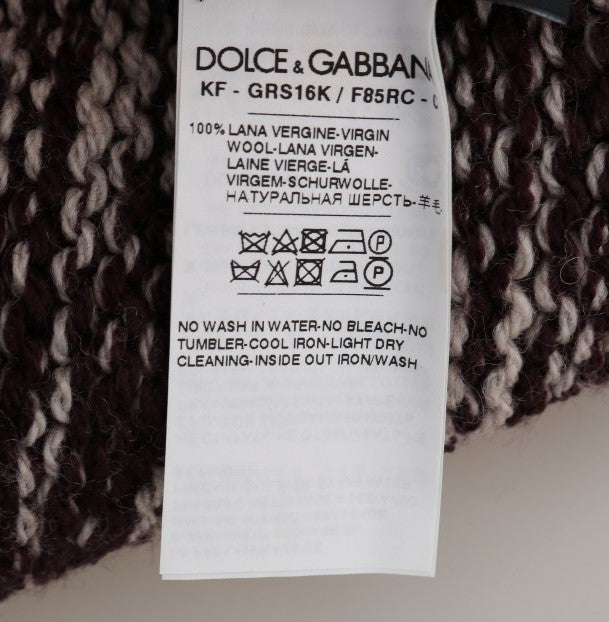 DOLCE & GABBAN
KF - GRS16K / F85RC -
100% LANA VERGINE-VIRGIN
WOOL-LANA VIRGEN-
LAINE VIERGE-LÃ
VIRGEM-SCHURWOLLE-
НАТУРАЛЬНАЯ ШЕРСТЬ-羊毛
P
P
NO WASH IN WATER-NO BLEACH-NO
TUMBLER-COOL IRON-LIGHT DRY
CLEANING-INSIDE OUT IRON/WASH